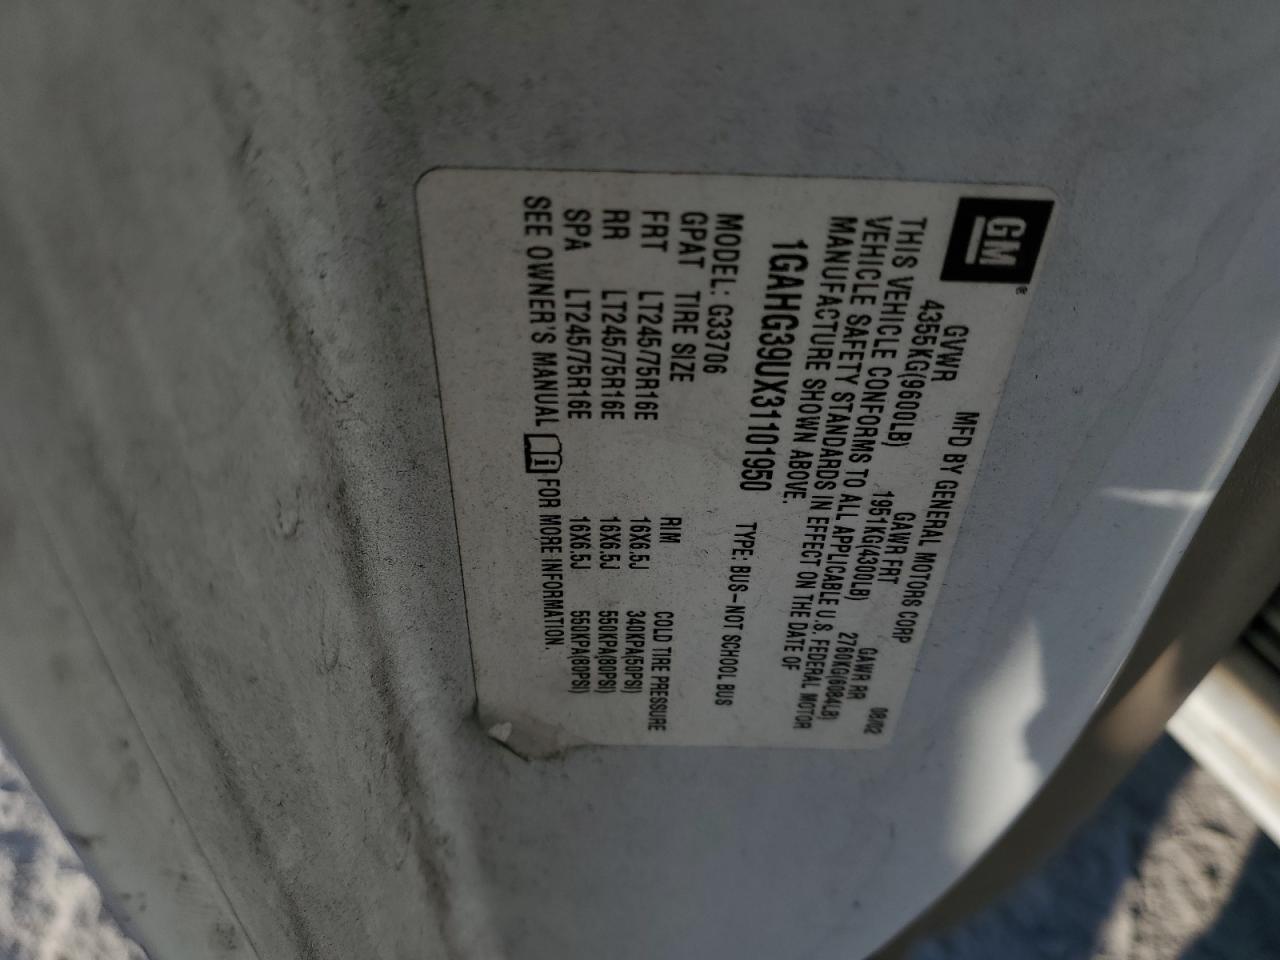 GM®
MFD BY GENERAL MOTORS CORP
08/02
GVWR GAWR FRT GAWR RR
4355KG(9600LB) 1951KG(4300LB) 2760KG(6084LB)
THIS VEHICLE CONFORMS TO ALL APPLICABLE U.S. FEDERAL MOTOR
VEHICLE SAFETY STANDARDS IN EFFECT ON THE DATE OF
MANUFACTURE SHOWN ABOVE.
1GAHG39UX31101950
TYPE: BUS-NOT SCHOOL BUS
MODEL: G33706
GPAT TIRE SIZE RIM COLD TIRE PRESSURE
FRT LT245/75R16E 16X6.5J 340KPA(50PSI)
RR LT245/75R16E 16X6.5J 550KPA(80PSI)
SPA LT245/75R16E 16X6.5J 550KPA(80PSI)
SEE OWNER'S MANUAL FOR MORE INFORMATION.